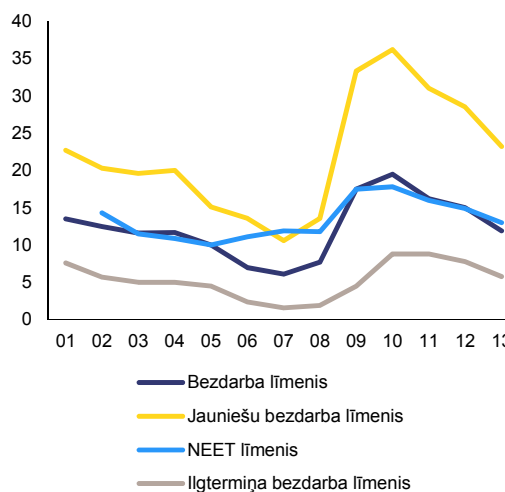 40
35
30
25
20
15
10
5
0
01 02 03 04 05 06 07 08 09 10 11 12 13
Bezdarba līmenis
Jauniešu bezdarba līmenis
NEET līmenis
Ilgtermiņa bezdarba līmenis